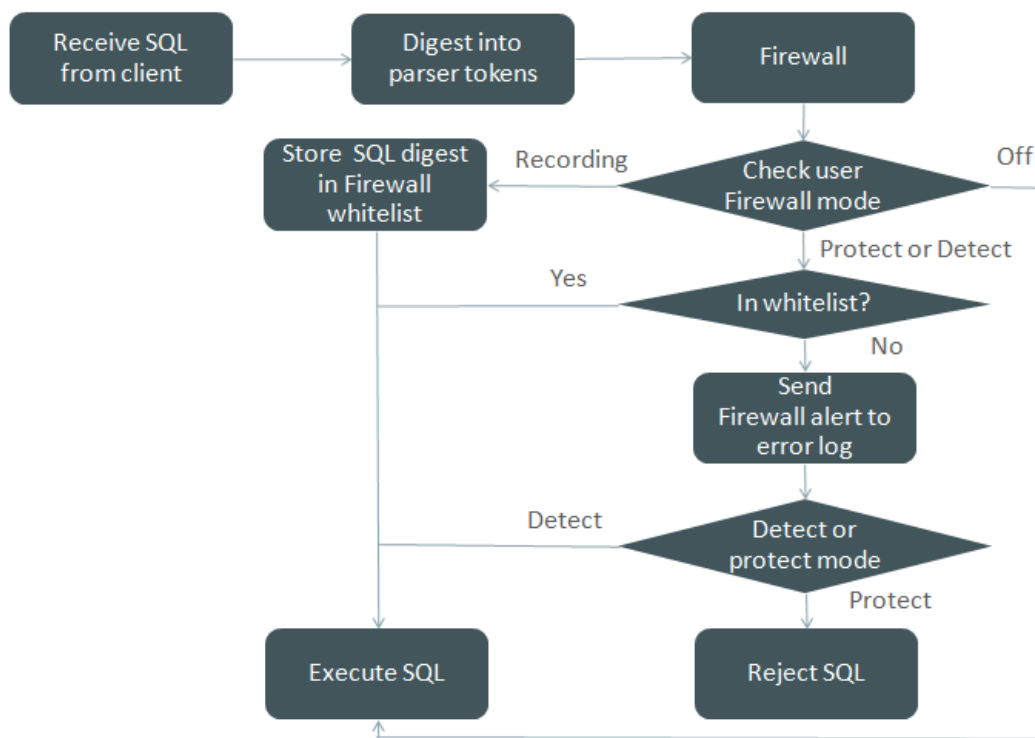 Receive SQL
from client
Digest into
parser tokens
Firewall
Store SQL digest
in Firewall
whitelist
Recording
Check user
Firewall mode
Off
Protect or Detect
Yes
In whitelist?
No
Send
Firewall alert to
error log
Detect
Detect or
protect mode
Protect
Execute SQL
Reject SQL